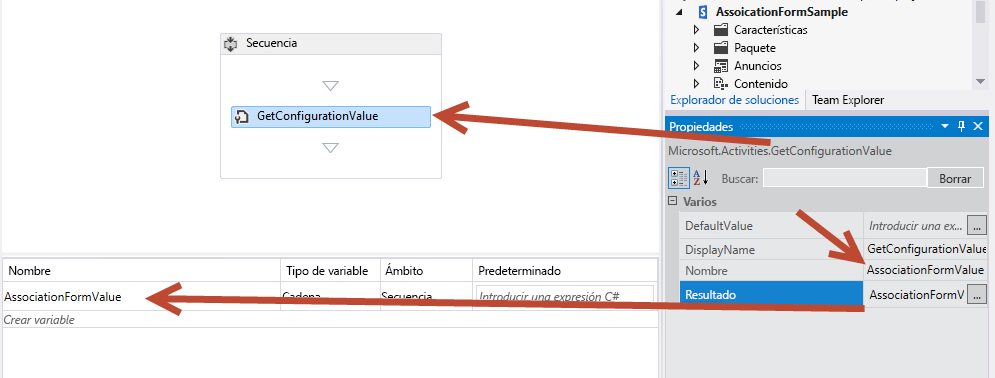 Secuencia
GetConfigurationValue
Nombre Tipo de variable Ámbito Predeterminado
AssociationFormValue Cadena Secuencia Introducir una expresión C#
Crear variable
AssoicationFormSample
Características
Paquete
Anuncios
Contenido
Explorador de soluciones Team Explorer
Propiedades
Microsoft.Activities.GetConfigurationValue
Buscar: Borrar
Varios
DefaultValue Introducir una ex... ...
DisplayName GetConfigurationValue
Nombre AssociationFormValue
Resultado AssociationFormV ...